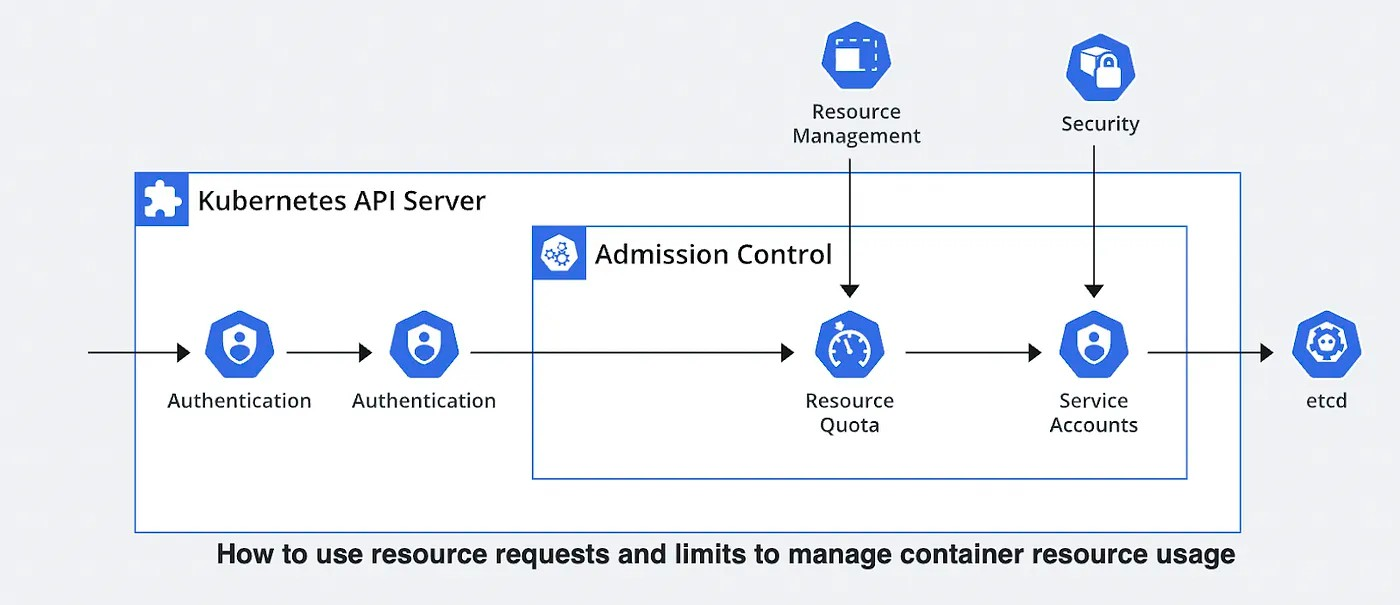 Resource
Management
Security
Kubernetes API Server
Admission Control
Authentication
Authentication
Resource
Quota
Service
Accounts
etcd
How to use resource requests and limits to manage container resource usage